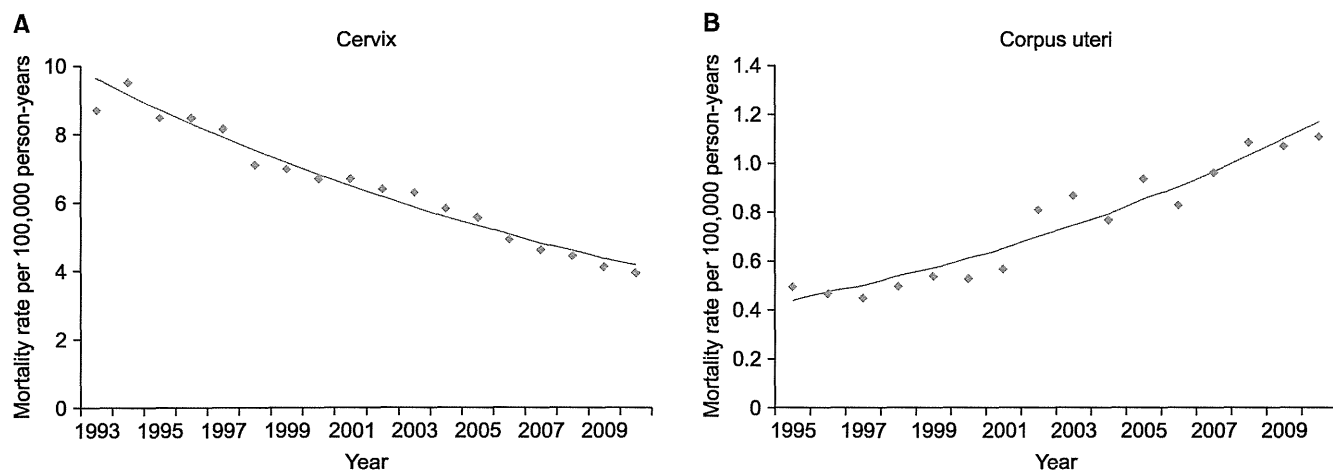 A
Cervix
Mortality rate per 100,000 person-years
10
8
6
4
2
0
1993 1995 1997 1999 2001 2003 2005 2007 2009
Year
B
Corpus uteri
Mortality rate per 100,000 person-years
1.4
1.2
1.0
0.8
0.6
0.4
0.2
0
1995 1997 1999 2001 2003 2005 2007 2009
Year